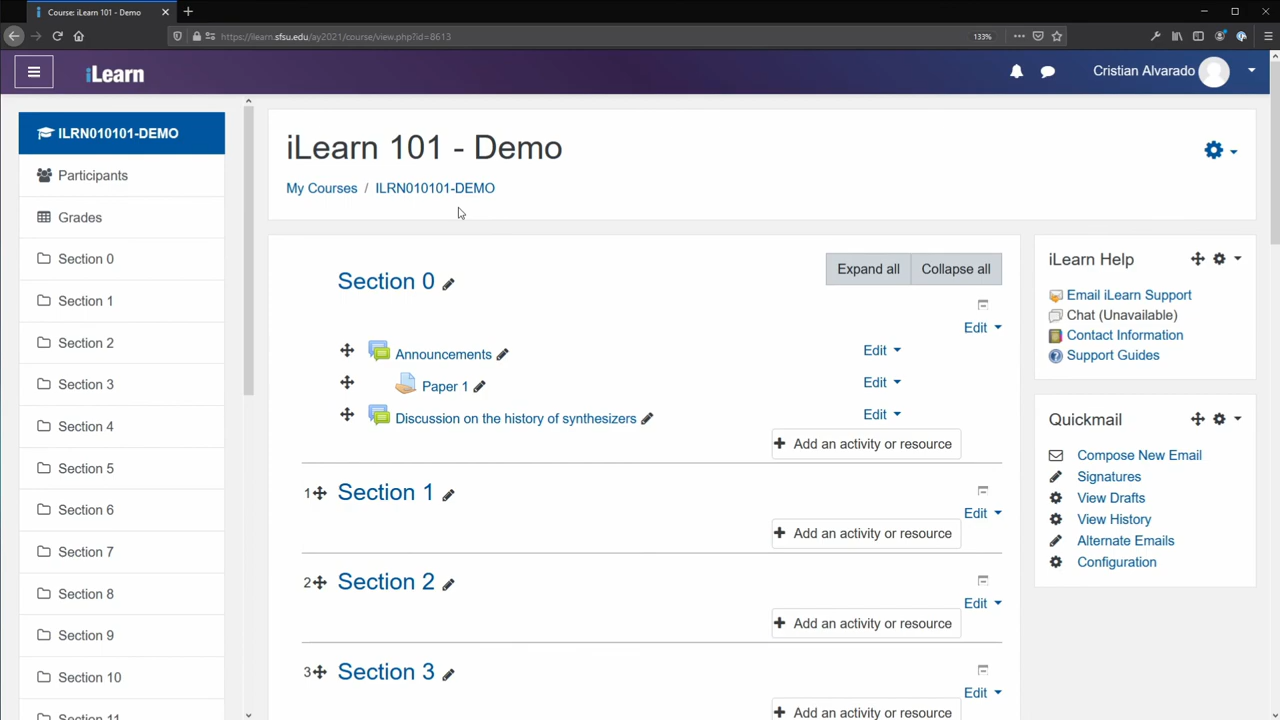 Course: iLearn 101 - Demo
https://ilearn.sfsu.edu/ay2021/course/view.php?id=8613
133%
iLearn
Cristian Alvarado
ILRN010101-DEMO
Participants
Grades
Section 0
Section 1
Section 2
Section 3
Section 4
Section 5
Section 6
Section 7
Section 8
Section 9
Section 10
Section 11
iLearn 101 - Demo
My Courses / ILRN010101-DEMO
Expand all
Collapse all
Section 0
Edit
Announcements
Edit
Paper 1
Edit
Discussion on the history of synthesizers
Edit
Add an activity or resource
1
Section 1
Edit
Add an activity or resource
2
Section 2
Edit
Add an activity or resource
3
Section 3
Edit
Add an activity or resource
iLearn Help
Email iLearn Support
Chat (Unavailable)
Contact Information
Support Guides
Quickmail
Compose New Email
Signatures
View Drafts
View History
Alternate Emails
Configuration